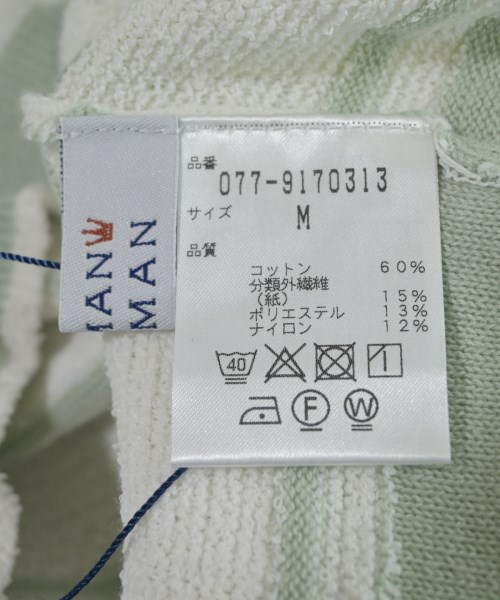 MAN
MAN
品番
077-9170313
サイズ
M
品質
コットン 60%
分類外繊維
(紙) 15%
ポリエステル 13%
ナイロン 12%
40
F W